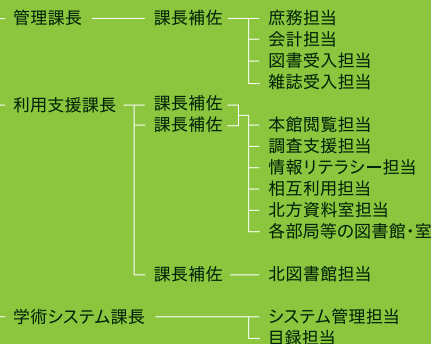 管理課長 課長補佐 庶務担当
会計担当
図書受入担当
雑誌受入担当
利用支援課長 課長補佐
課長補佐 本館閲覧担当
調査支援担当
情報リテラシー担当
相互利用担当
北方資料室担当
各部局等の図書館・室
課長補佐 北図書館担当
学術システム課長 システム管理担当
目録担当